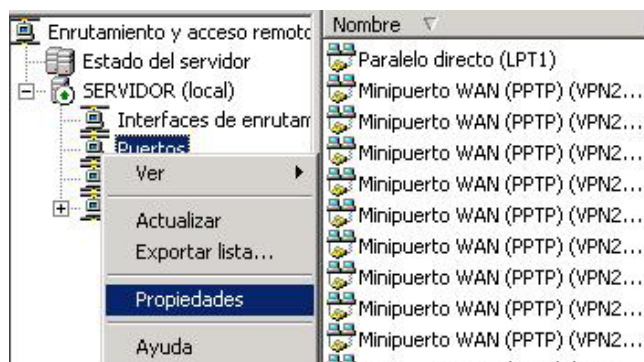 Enrutamiento y acceso remoto
Estado del servidor
SERVIDOR (local)
Interfaces de enrutam
Puertos
Ver
Actualizar
Exportar lista...
Propiedades
Ayuda
Nombre
Paralelo directo (LPT1)
Minipuerto WAN (PPTP) (VPN2...
Minipuerto WAN (PPTP) (VPN2...
Minipuerto WAN (PPTP) (VPN2...
Minipuerto WAN (PPTP) (VPN2...
Minipuerto WAN (PPTP) (VPN2...
Minipuerto WAN (PPTP) (VPN2...
Minipuerto WAN (PPTP) (VPN2...
Minipuerto WAN (PPTP) (VPN2...
Minipuerto WAN (PPTP) (VPN2...